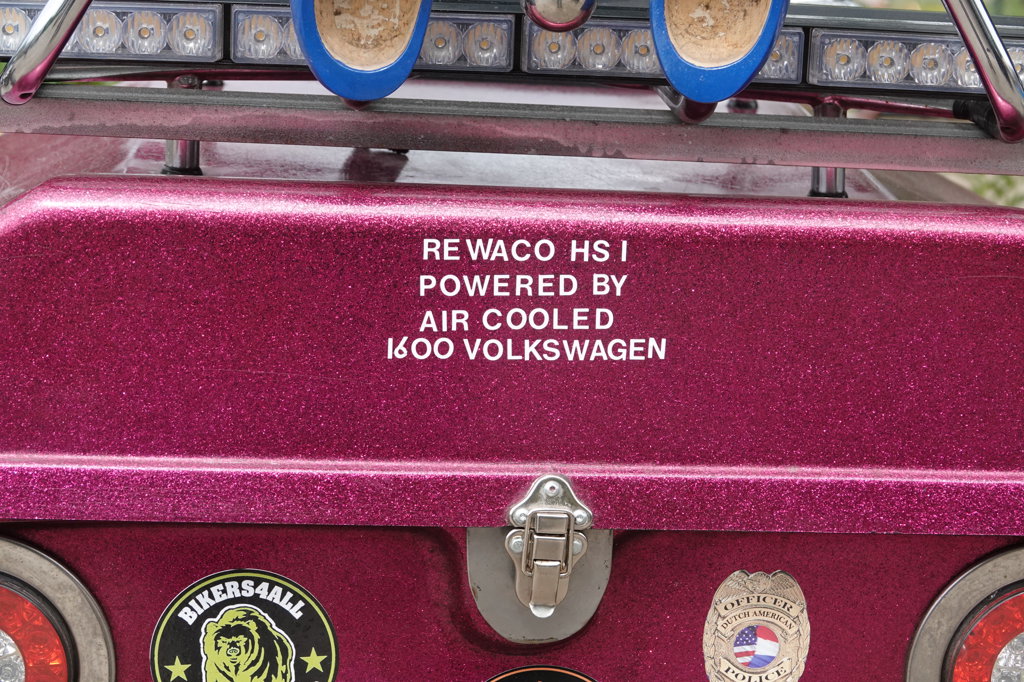 REWACO HS I
POWERED BY
AIR COOLED
1600 VOLKSWAGEN
BIKERS4ALL
OFFICER
DUTCH AMERICAN
POLICE